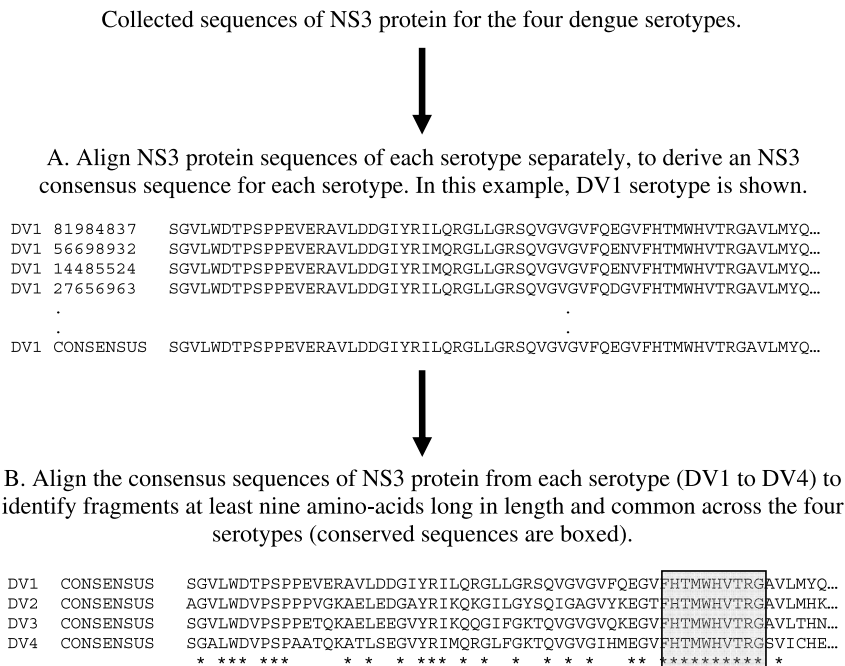 Collected sequences of NS3 protein for the four dengue serotypes.
A. Align NS3 protein sequences of each serotype separately, to derive an NS3
consensus sequence for each serotype. In this example, DV1 serotype is shown.
DV1 81984837 SGVLWDTPSPPEVERAVLDDGIYRILQRGLLGRSQVGVGVFQEGVFHTMWHVTRGAVLMYQ…
DV1 56698932 SGVLWDTPSPPEVERAVLDDGIYRIMQRGLLGRSQVGVGVFQENVFHTMWHVTRGAVLMYQ…
DV1 14485524 SGVLWDTPSPPEVERAVLDDGIYRIMQRGLLGRSQVGVGVFQENVFHTMWHVTRGAVLMYQ…
DV1 27656963 SGVLWDTPSPPEVERAVLDDGIYRILQRGLLGRSQVGVGVFQDGVFHTMWHVTRGAVLMYQ…
. .
. .
DV1 CONSENSUS SGVLWDTPSPPEVERAVLDDGIYRILQRGLLGRSQVGVGVFQEGVFHTMWHVTRGAVLMYQ…
B. Align the consensus sequences of NS3 protein from each serotype (DV1 to DV4) to
identify fragments at least nine amino-acids long in length and common across the four
serotypes (conserved sequences are boxed).
DV1 CONSENSUS SGVLWDTPSPPEVERAVLDDGIYRILQRGLLGRSQVGVGVFQEGVFHTMWHVTRGAVLMYQ…
DV2 CONSENSUS AGVLWDVPSPPPVGKAELEDGAYRIKQKGILGYSQIGAGVYKEGTFHTMWHVTRGAVLMHK…
DV3 CONSENSUS SGVLWDVPSPPETQKAELEEGVYRIKQQGIFGKTQVGVGVQKEGVFHTMWHVTRGAVLTHN…
DV4 CONSENSUS SGALWDVPSPAATQKATLSEGVYRIMQRGLFGKTQVGVGIHMEGVFHTMWHVTRGSVICHE…
* *** *** * * * *** * * * * * ** ********** *